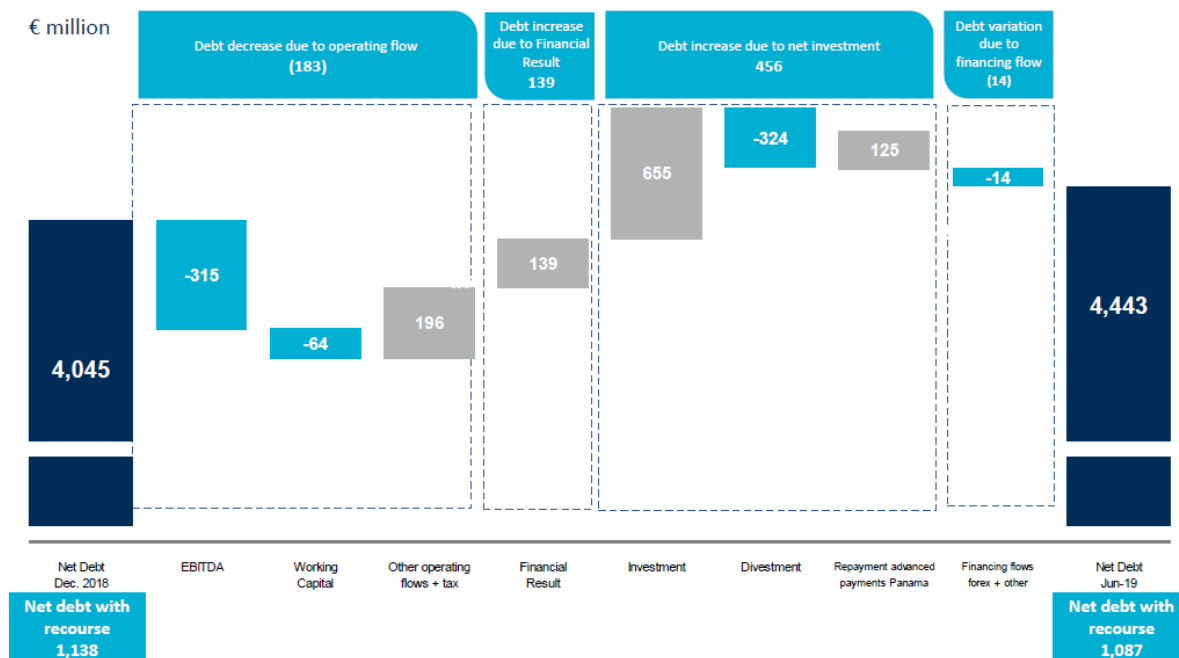 € million
Debt decrease due to operating flow
(183)
Debt increase
due to Financial
Result
139
Debt increase due to net investment
456
Debt variation
due to
financing flow
(14)
4,045
-315
-64
196
139
655
-324
125
-14
4,443
Net Debt
Dec. 2018
EBITDA
Working
Capital
Other operating
flows + tax
Financial
Result
Investment
Divestment
Repayment advanced
payments Panama
Financing flows
forex + other
Net Debt
Jun-19
Net debt with
recourse
1,138
Net debt with
recourse
1,087